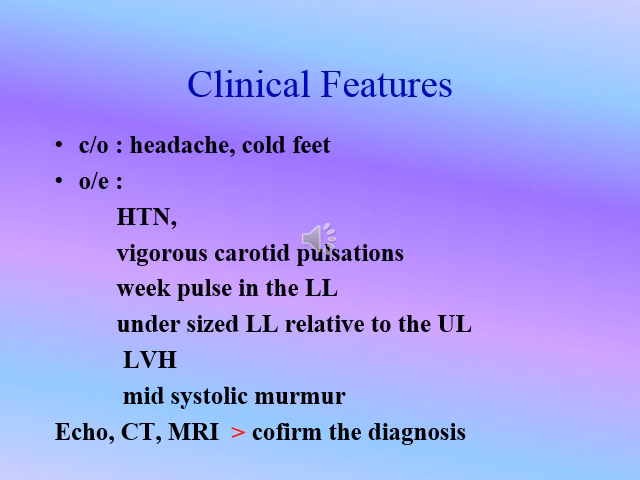 Clinical Features
• c/o : headache, cold feet
• o/e :
HTN,
vigorous carotid pulsations
week pulse in the LL
under sized LL relative to the UL
LVH
mid systolic murmur
Echo, CT, MRI > cofirm the diagnosis